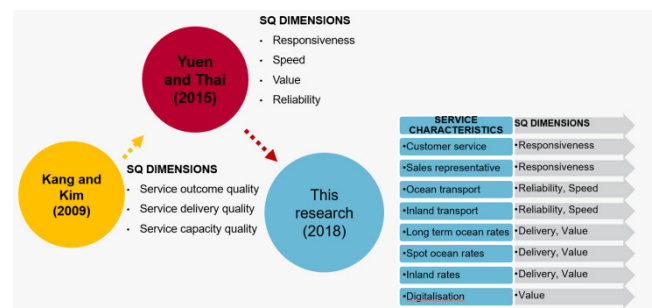 SQ DIMENSIONS
• Responsiveness
• Speed
• Value
• Reliability
Yuen
and Thai
(2015)
Kang and
Kim
(2009)
SQ DIMENSIONS
• Service outcome quality
• Service delivery quality
• Service capacity quality
This
research
(2018)
SERVICE
CHARACTERISTICS
SQ DIMENSIONS
•Customer service
•Responsiveness
•Sales representative
•Responsiveness
•Ocean transport
•Reliability, Speed
•Inland transport
•Reliability, Speed
•Long term ocean rates
•Delivery, Value
•Spot ocean rates
•Delivery, Value
•Inland rates
•Delivery, Value
•Digitalisation
•Value